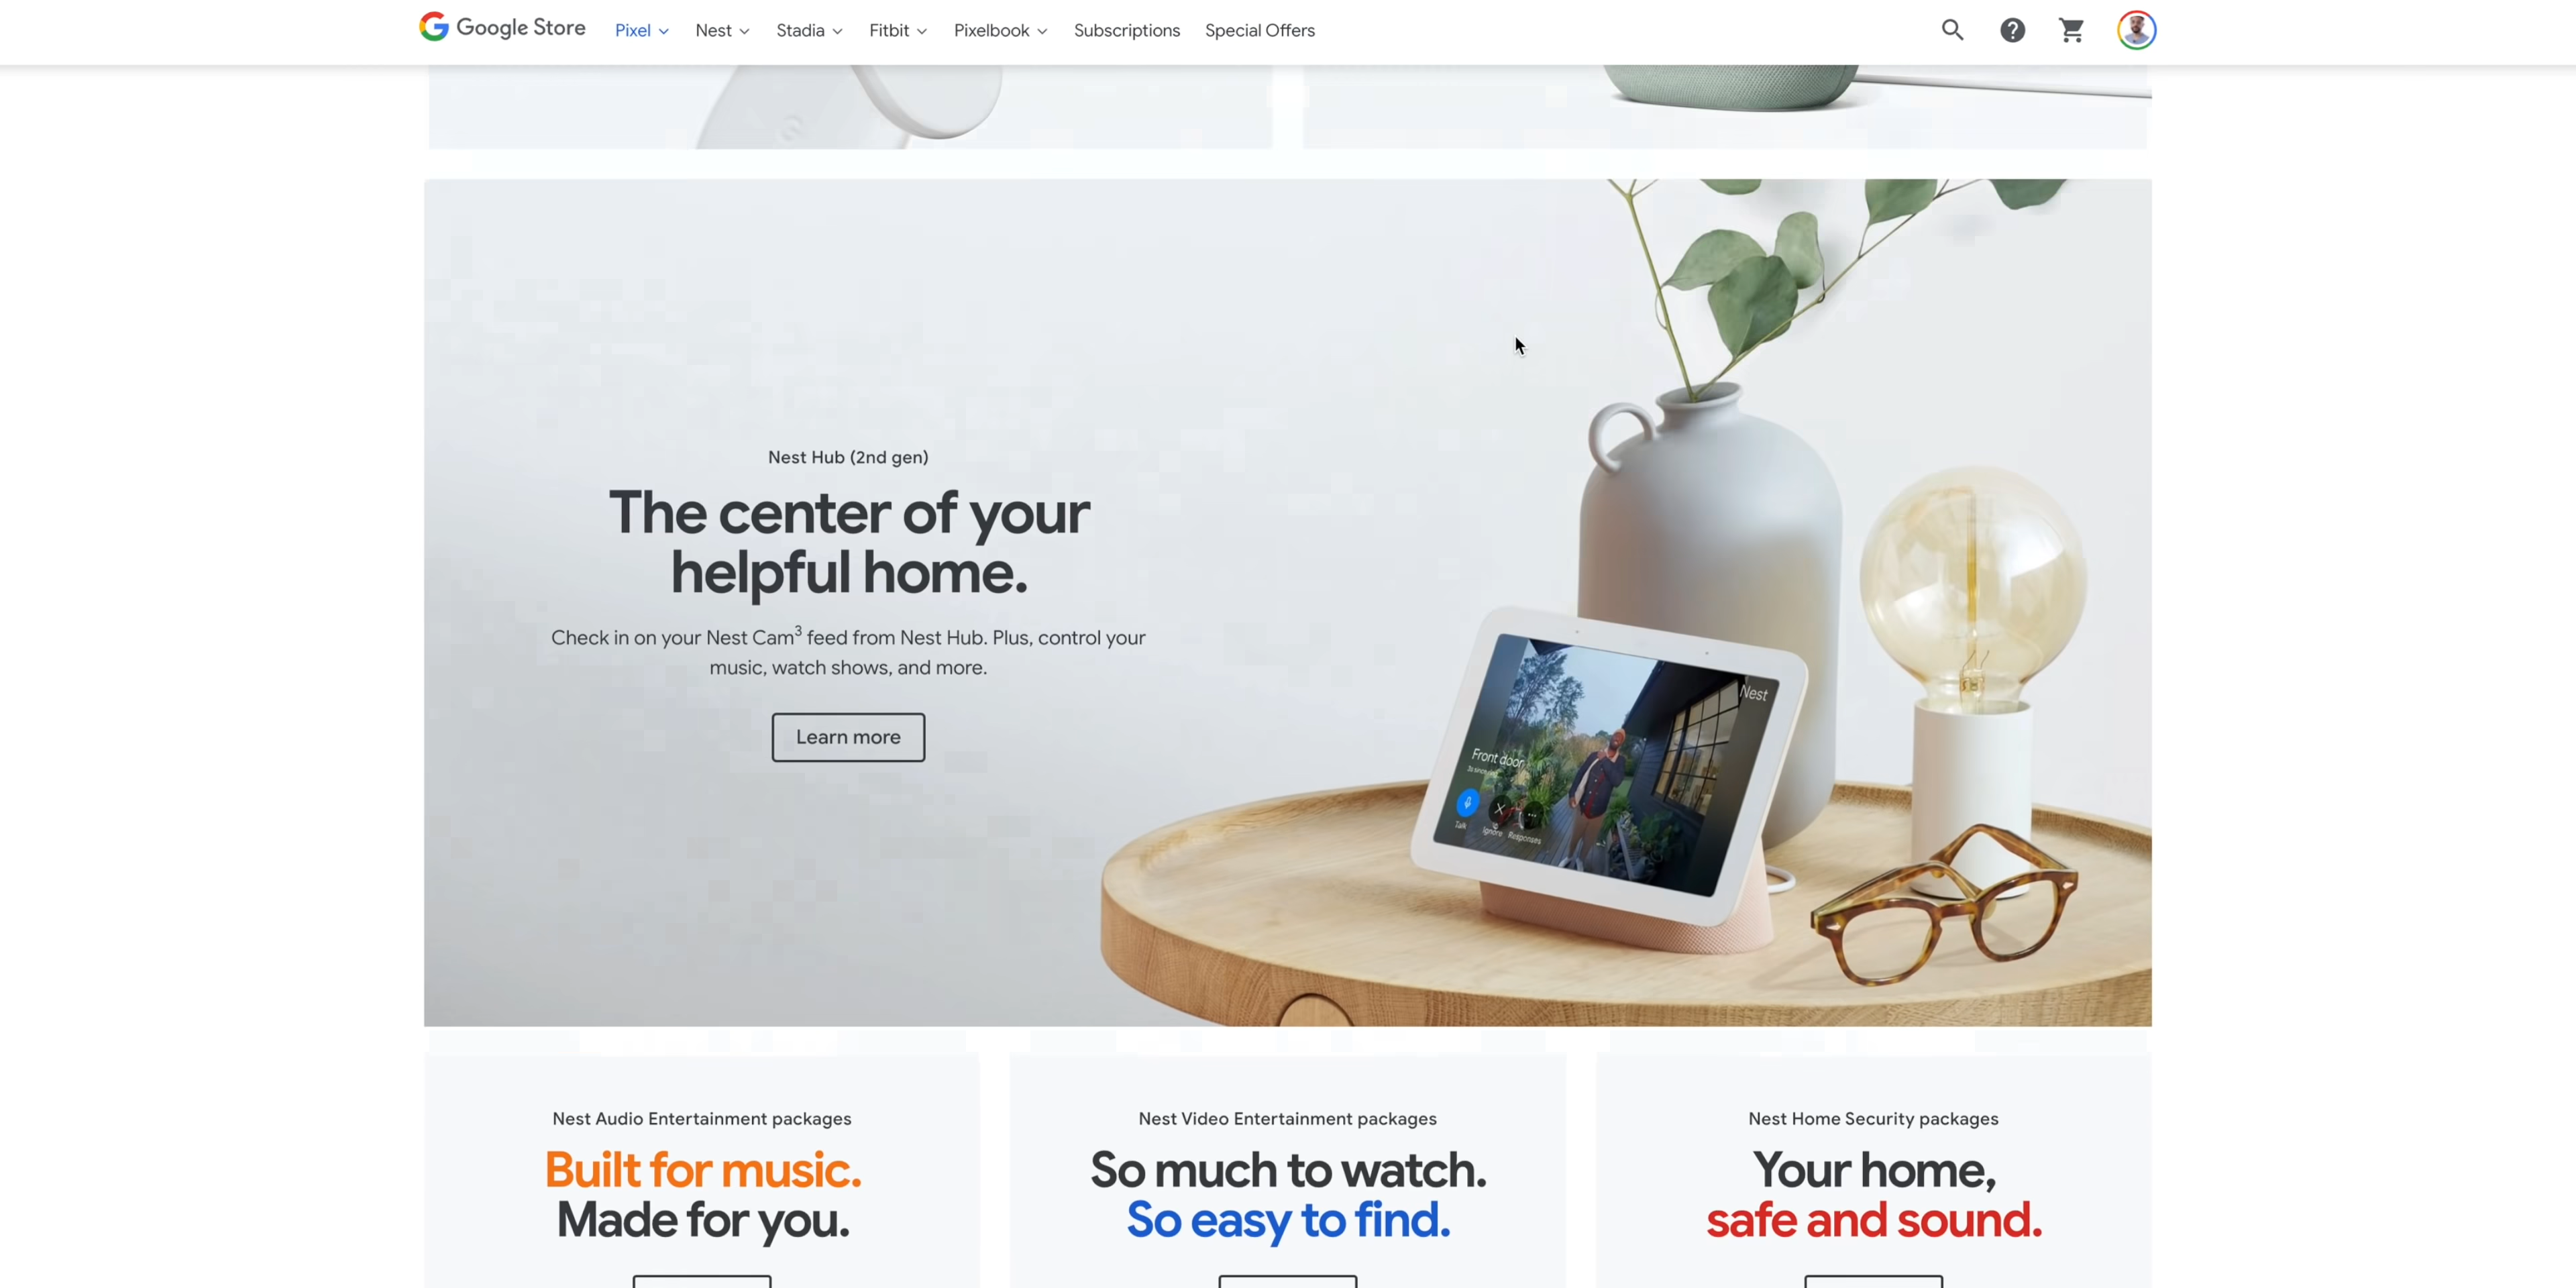 Google Store
Pixel
Nest
Stadia
Fitbit
Pixelbook
Subscriptions
Special Offers
Nest Hub (2nd gen)
The center of your
helpful home.
Check in on your Nest Cam³ feed from Nest Hub. Plus, control your
music, watch shows, and more.
Learn more
Nest
Front door
Talk
Ignore
Responses
Nest Audio Entertainment packages
Built for music.
Made for you.
Nest Video Entertainment packages
So much to watch.
So easy to find.
Nest Home Security packages
Your home,
safe and sound.